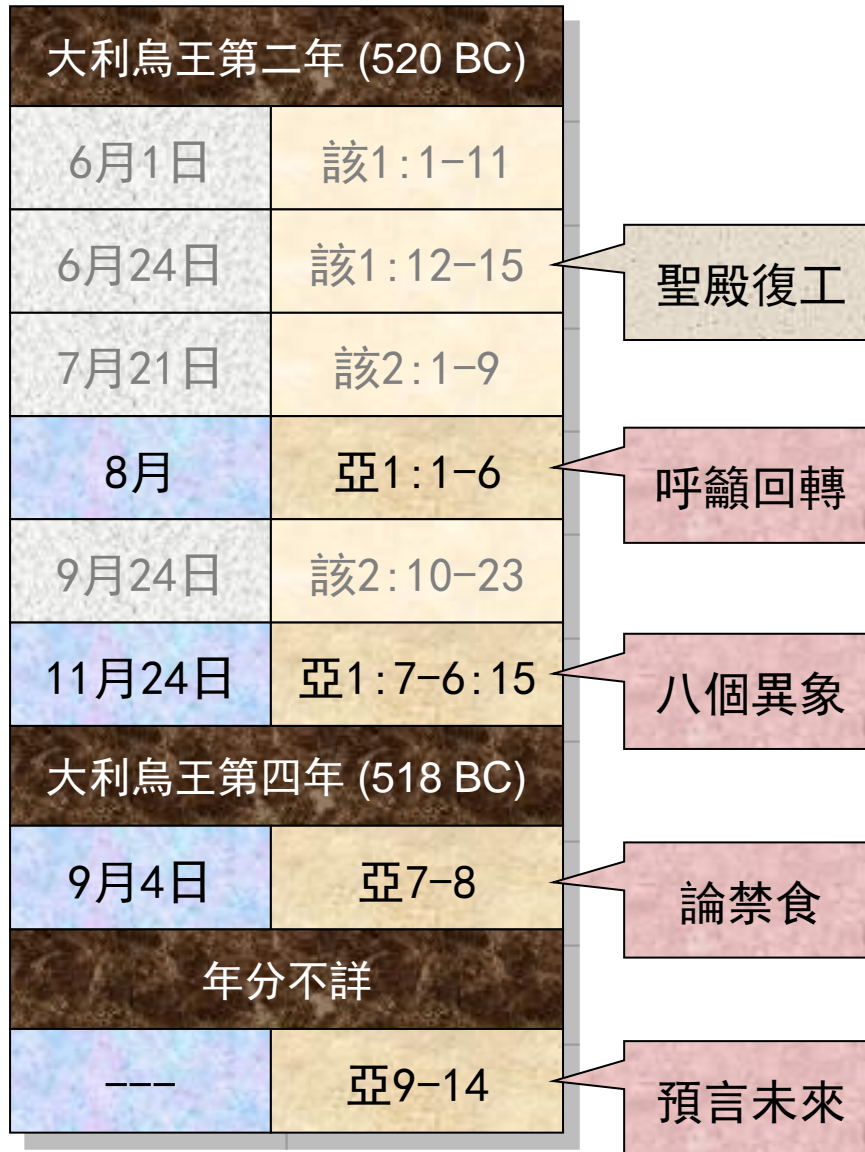 大利烏王第二年 (520 BC)
6月1日 該1:1-11
6月24日 該1:12-15
聖殿復工
7月21日 該2:1-9
8月 亞1:1-6
呼籲回轉
9月24日 該2:10-23
11月24日 亞1:7-6:15
八個異象
大利烏王第四年 (518 BC)
9月4日 亞7-8
論禁食
年分不詳
--- 亞9-14
預言未來